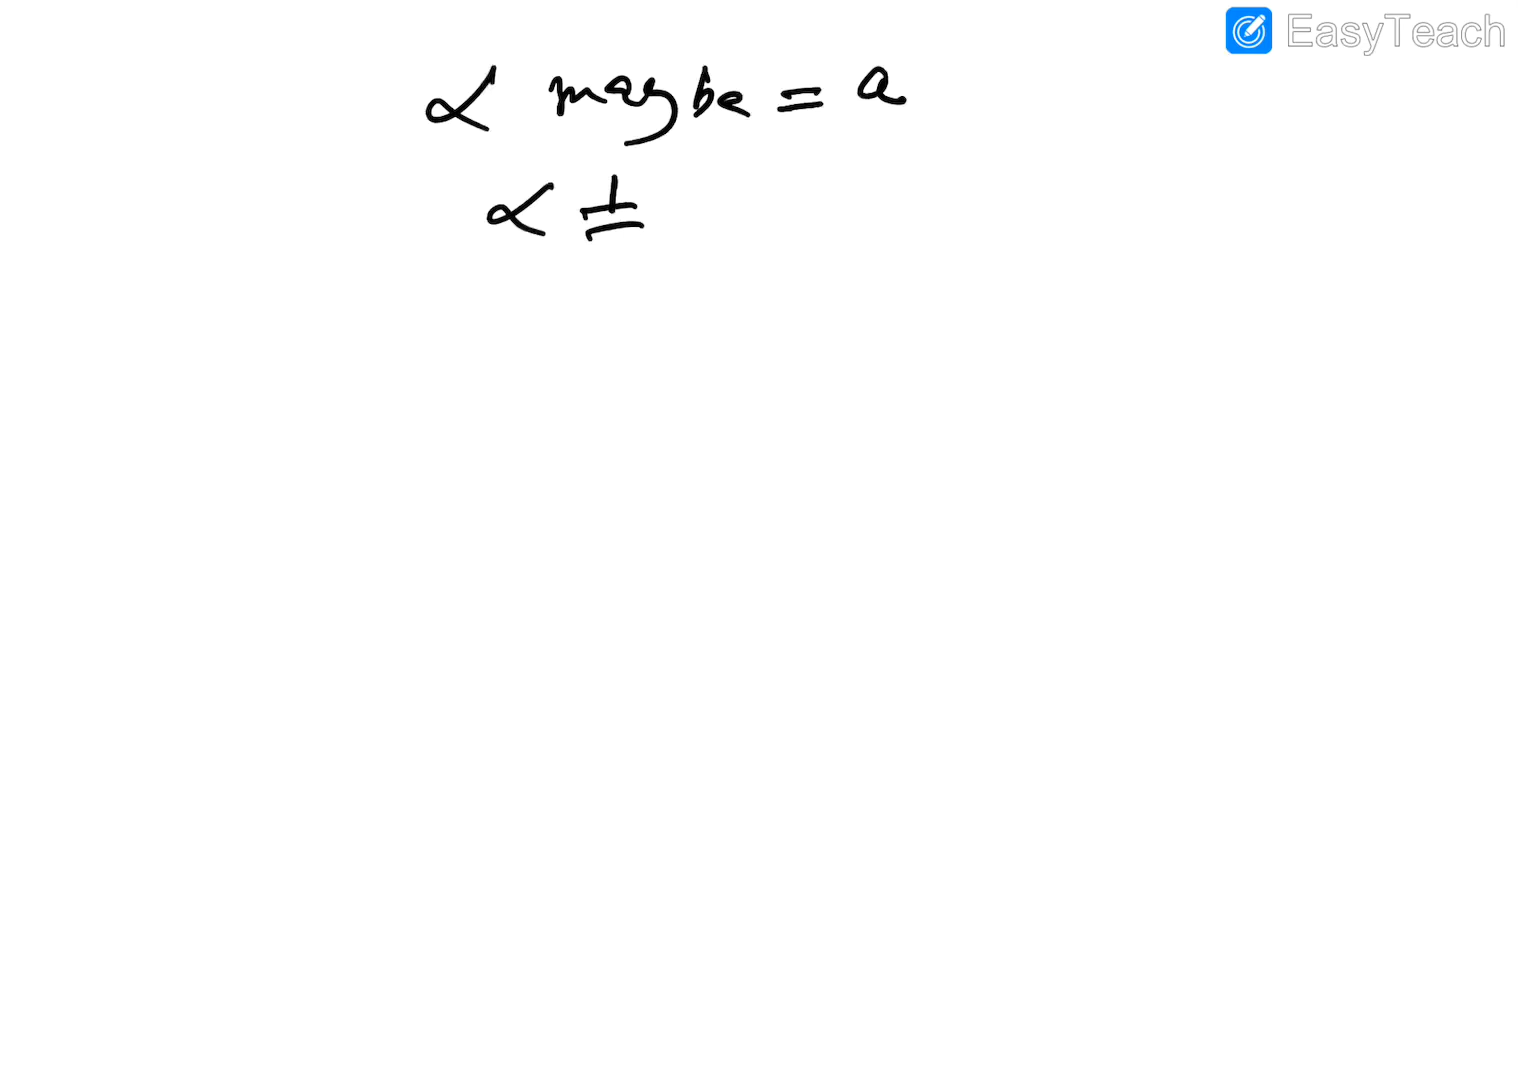 EasyTeach
α maybe = a
α ≠